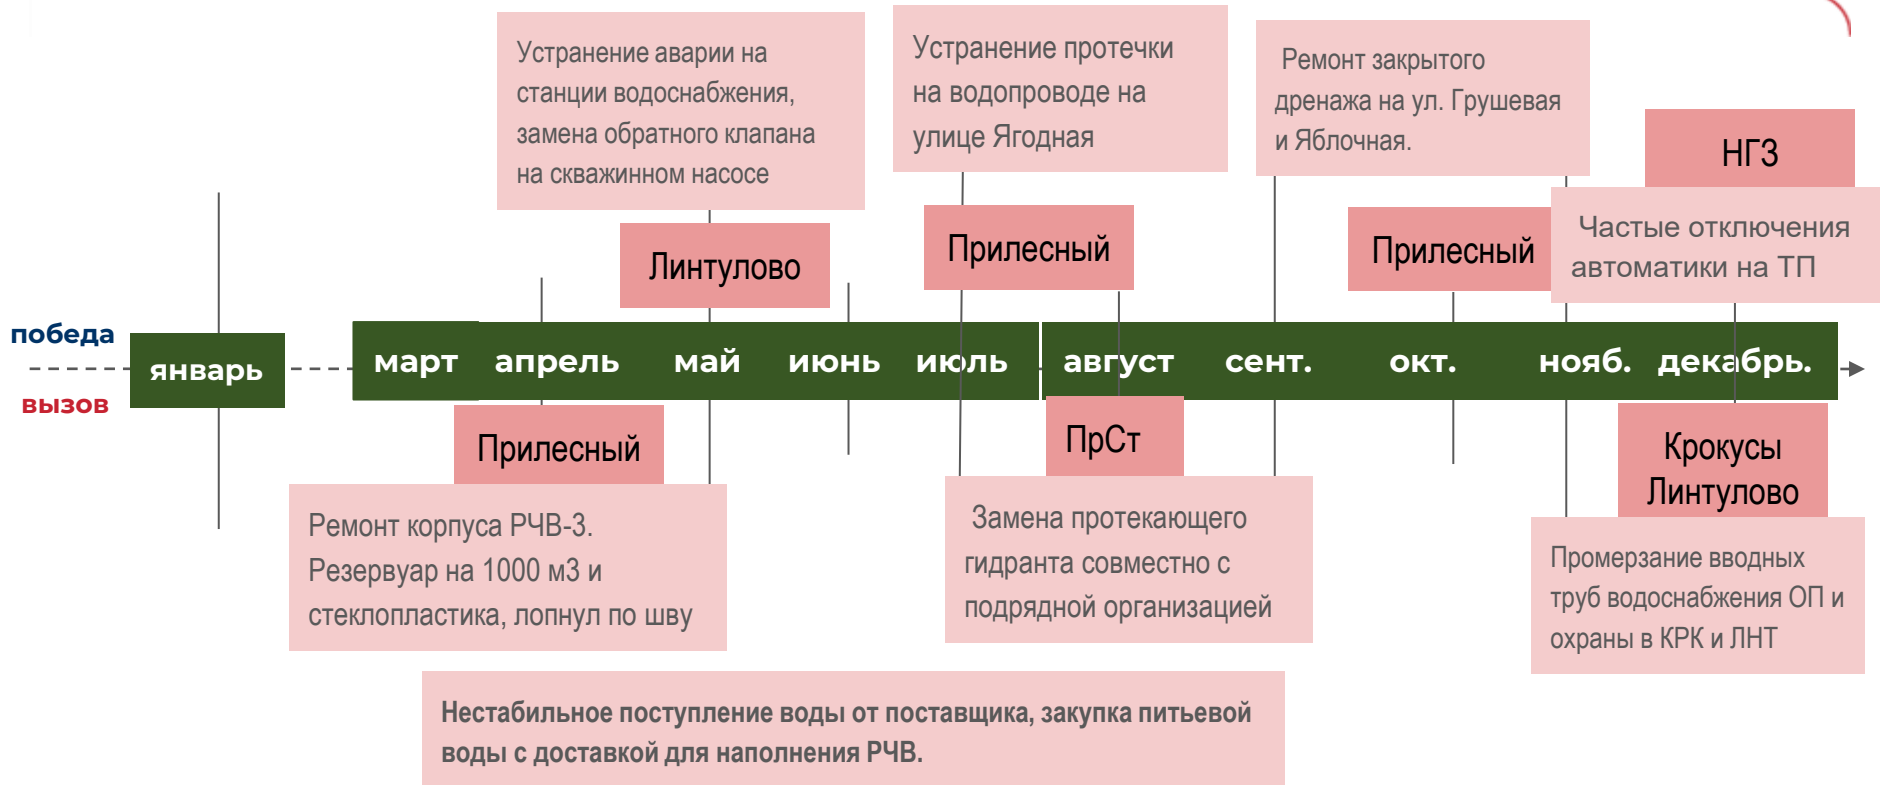 Устранение аварии на
станции водоснабжения,
замена обратного клапана
на скважинном насосе
Линтулово
Устранение протечки
на водопроводе на
улице Ягодная
Прилесный
Ремонт закрытого
дренажа на ул. Грушевая
и Яблочная.
Прилесный
НГЗ
Частые отключения
автоматики на ТП
победа
вызов
январь
март
апрель
май
июнь
июль
август
сент.
окт.
нояб.
декабрь.
Прилесный
Ремонт корпуса РЧВ-3.
Резервуар на 1000 м3 и
стеклопластика, лопнул по шву
ПрСт
Замена протекающего
гидранта совместно с
подрядной организацией
Крокусы
Линтулово
Промерзание вводных
труб водоснабжения ОП и
охраны в КРК и ЛНТ
Нестабильное поступление воды от поставщика, закупка питьевой
воды с доставкой для наполнения РЧВ.